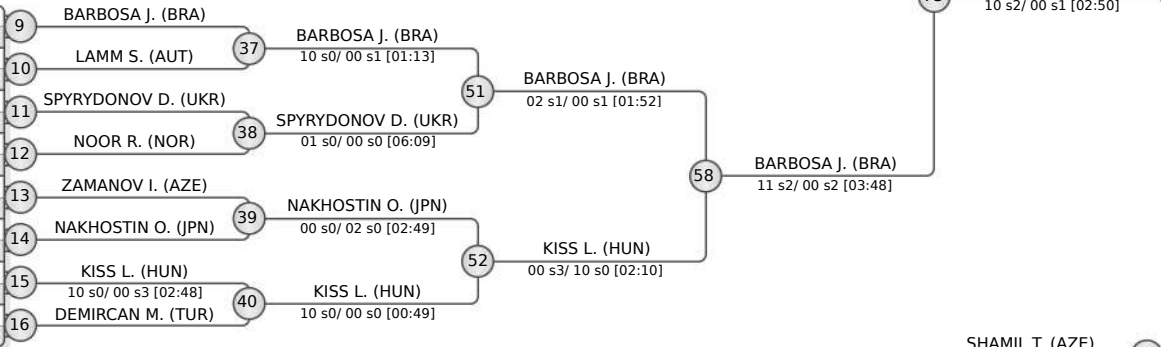 10 s2/ 00 s1 [02:50]
9
BARBOSA J. (BRA)
37
BARBOSA J. (BRA)
10 s0/ 00 s1 [01:13]
10
LAMM S. (AUT)
51
BARBOSA J. (BRA)
02 s1/ 00 s1 [01:52]
11
SPYRYDONOV D. (UKR)
38
SPYRYDONOV D. (UKR)
01 s0/ 00 s0 [06:09]
12
NOOR R. (NOR)
58
BARBOSA J. (BRA)
11 s2/ 00 s2 [03:48]
13
ZAMANOV I. (AZE)
39
NAKHOSTIN O. (JPN)
00 s0/ 02 s0 [02:49]
14
NAKHOSTIN O. (JPN)
52
KISS L. (HUN)
00 s3/ 10 s0 [02:10]
15
KISS L. (HUN)
10 s0/ 00 s3 [02:48]
40
KISS L. (HUN)
10 s0/ 00 s0 [00:49]
16
DEMIRCAN M. (TUR)
SHAMIL T. (AZE)